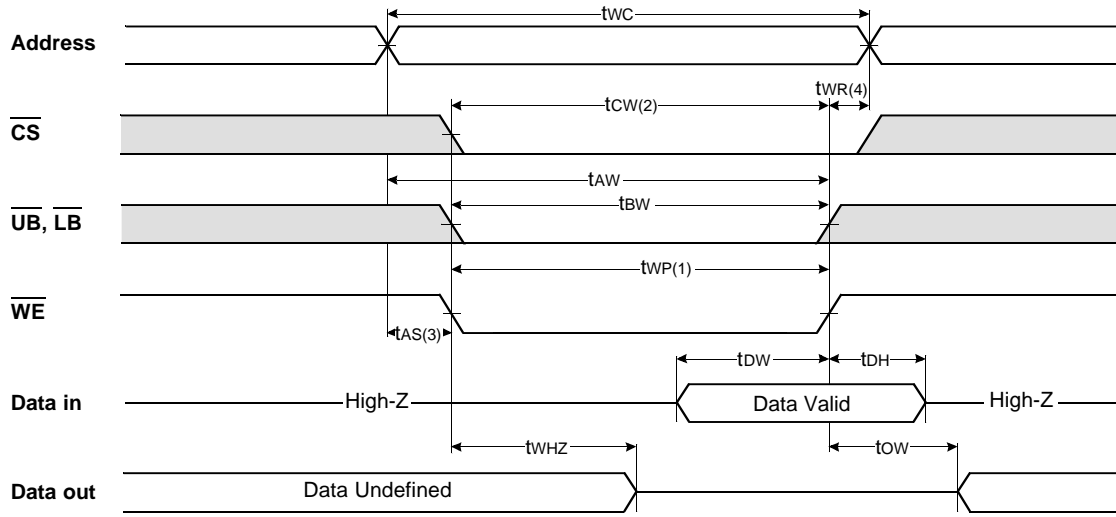 tWC
Address
tCW(2)
tWR(4)
CS
tAW
tBW
UB, LB
tWP(1)
WE
tAS(3)
tDW
tDH
Data in
High-Z
Data Valid
High-Z
tWHZ
tOW
Data out
Data Undefined